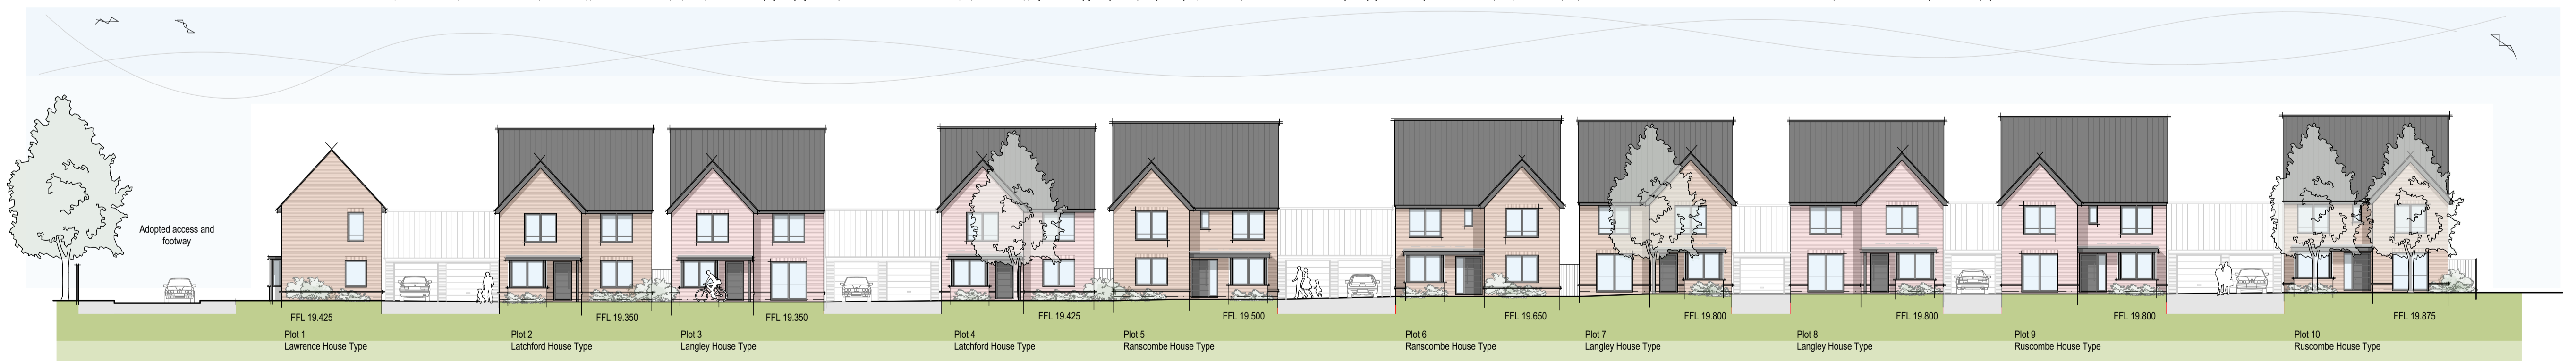 Adopted access and
footway
FFL 19.425
FFL 19.350
FFL 19.350
FFL 19.425
FFL 19.500
FFL 19.650
FFL 19.800
FFL 19.800
FFL 19.800
FFL 19.875
Plot 1
Lawrence House Type
Plot 2
Latchford House Type
Plot 3
Langley House Type
Plot 4
Latchford House Type
Plot 5
Ranscombe House Type
Plot 6
Ranscombe House Type
Plot 7
Langley House Type
Plot 8
Langley House Type
Plot 9
Ruscombe House Type
Plot 10
Ruscombe House Type